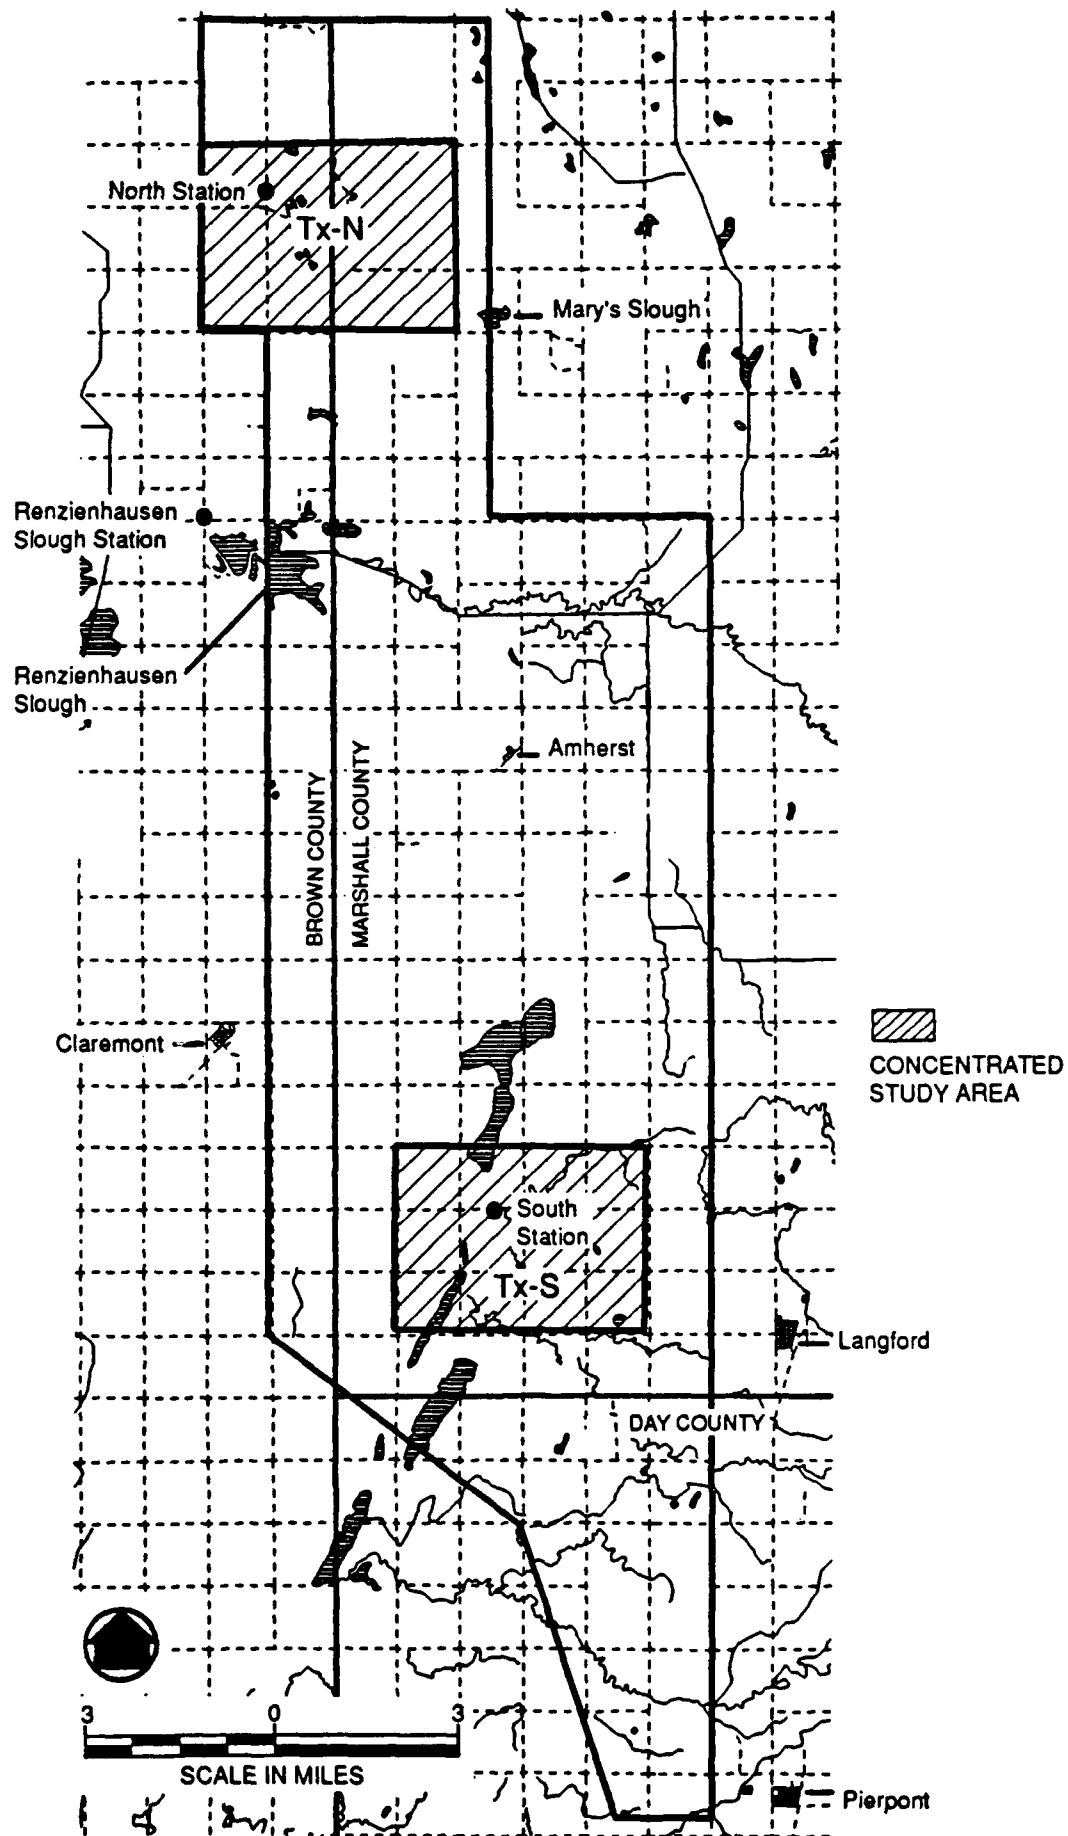 North Station
Tx-N
Mary's Slough
Renzienhausen
Slough Station
Renzienhausen
Slough
Amherst
BROWN COUNTY
MARSHALL COUNTY
Claremont
CONCENTRATED
STUDY AREA
South
Station
Tx-S
Langford
DAY COUNTY
3 0 3
SCALE IN MILES
Pierpont